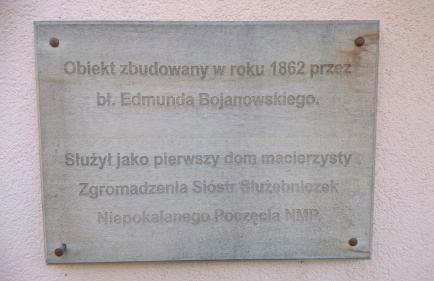 Obiekt zbudowany w roku 1862 przez
bł. Edmunda Bojanowskiego.
Służył jako pierwszy dom macierzysty
Zgromadzenia Sióstr Służebniczek
Niepokalanego Poczęcia NMP.